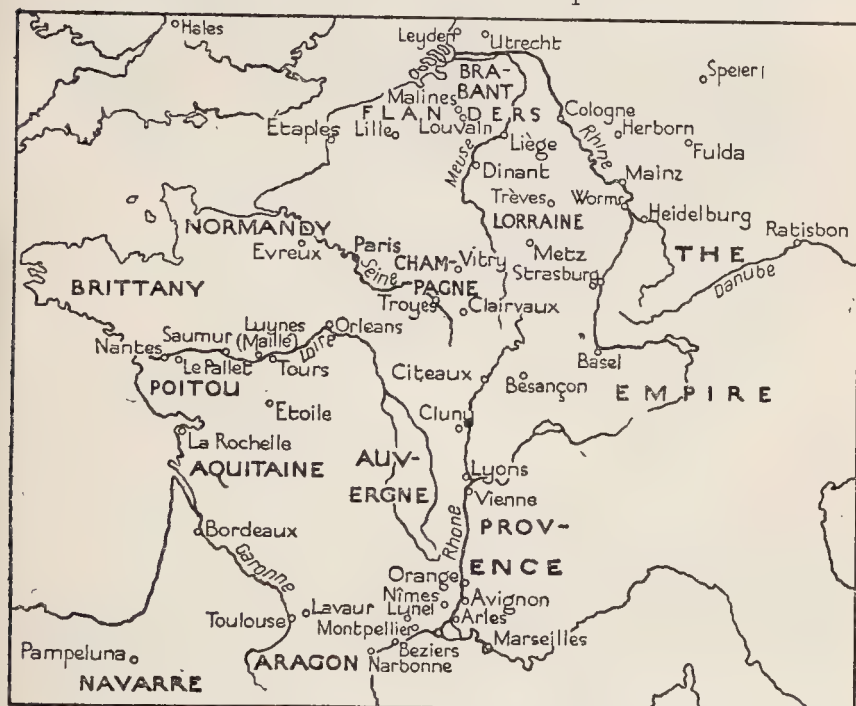 Hales
Leyden
Utrecht
Speieri
BRA-
BANT
Malines
FLANDERS
Cologne
Etaples
Lille
Louvain
Rhine
Herborn
Liège
Fulda
Meuse
Dinant
Mainz
Trèves
Worms
NORMANDY
LORRAINE
Heidelburg
Ratisbon
Evreux
Paris
CHAM-
PAGNE
Vitry
Metz
THE
Seine
Strasburg
Danube
BRITTANY
Troyes
Clairvaux
Luynes
(Maille)
Orleans
Saumur
Loire
Nantes
Le Pallet
Tours
Basel
POITOU
Citeaux
Besançon
EMPIRE
Etoile
Cluny
La Rochelle
AQUITAINE
AUV-
ERGNE
Lyons
Vienne
Bordeaux
Rhone
PROV-
ENCE
Garonne
Orange
Nîmes
Avignon
Lunel
Toulouse
Lavaur
Arles
Montpellier
Marseilles
Pampeluna
Beziers
ARAGON
Narbonne
NAVARRE